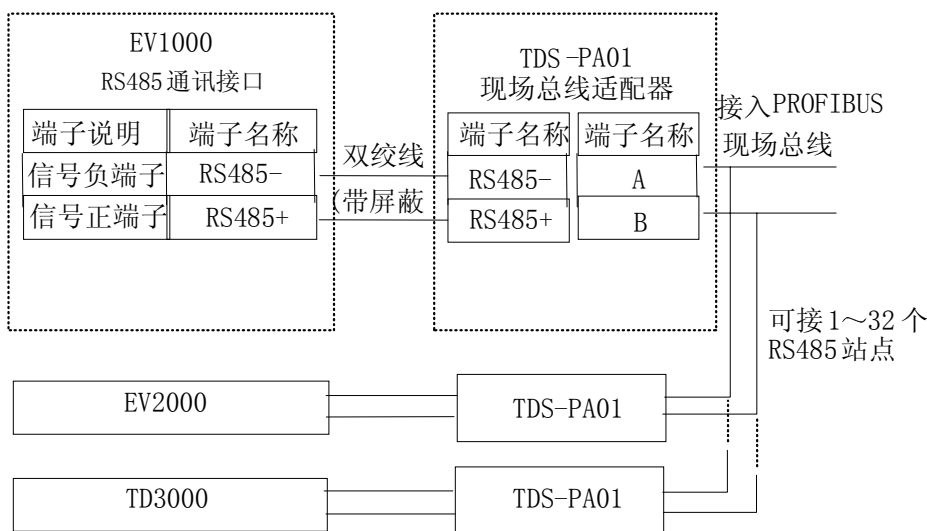 EV1000
RS485通讯接口
端子说明 端子名称
信号负端子 RS485-
信号正端子 RS485+
双绞线
(带屏蔽
TDS-PA01
现场总线适配器
端子名称 端子名称
RS485- A
RS485+ B
接入PROFIBUS
现场总线
可接1～32个
RS485站点
EV2000
TDS-PA01
TD3000
TDS-PA01